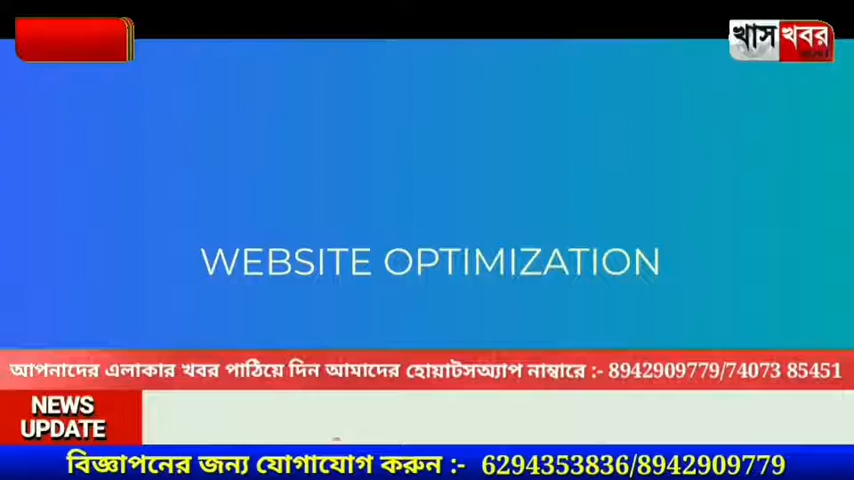 খাস খবর
WEBSITE OPTIMIZATION
আপনাদের এলাকার খবর পাঠিয়ে দিন আমাদের হোয়াটসঅ্যাপ নাম্বারে :- 8942909779/74073 85451
NEWS
UPDATE
বিজ্ঞাপনের জন্য যোগাযোগ করুন :- 6294353836/8942909779